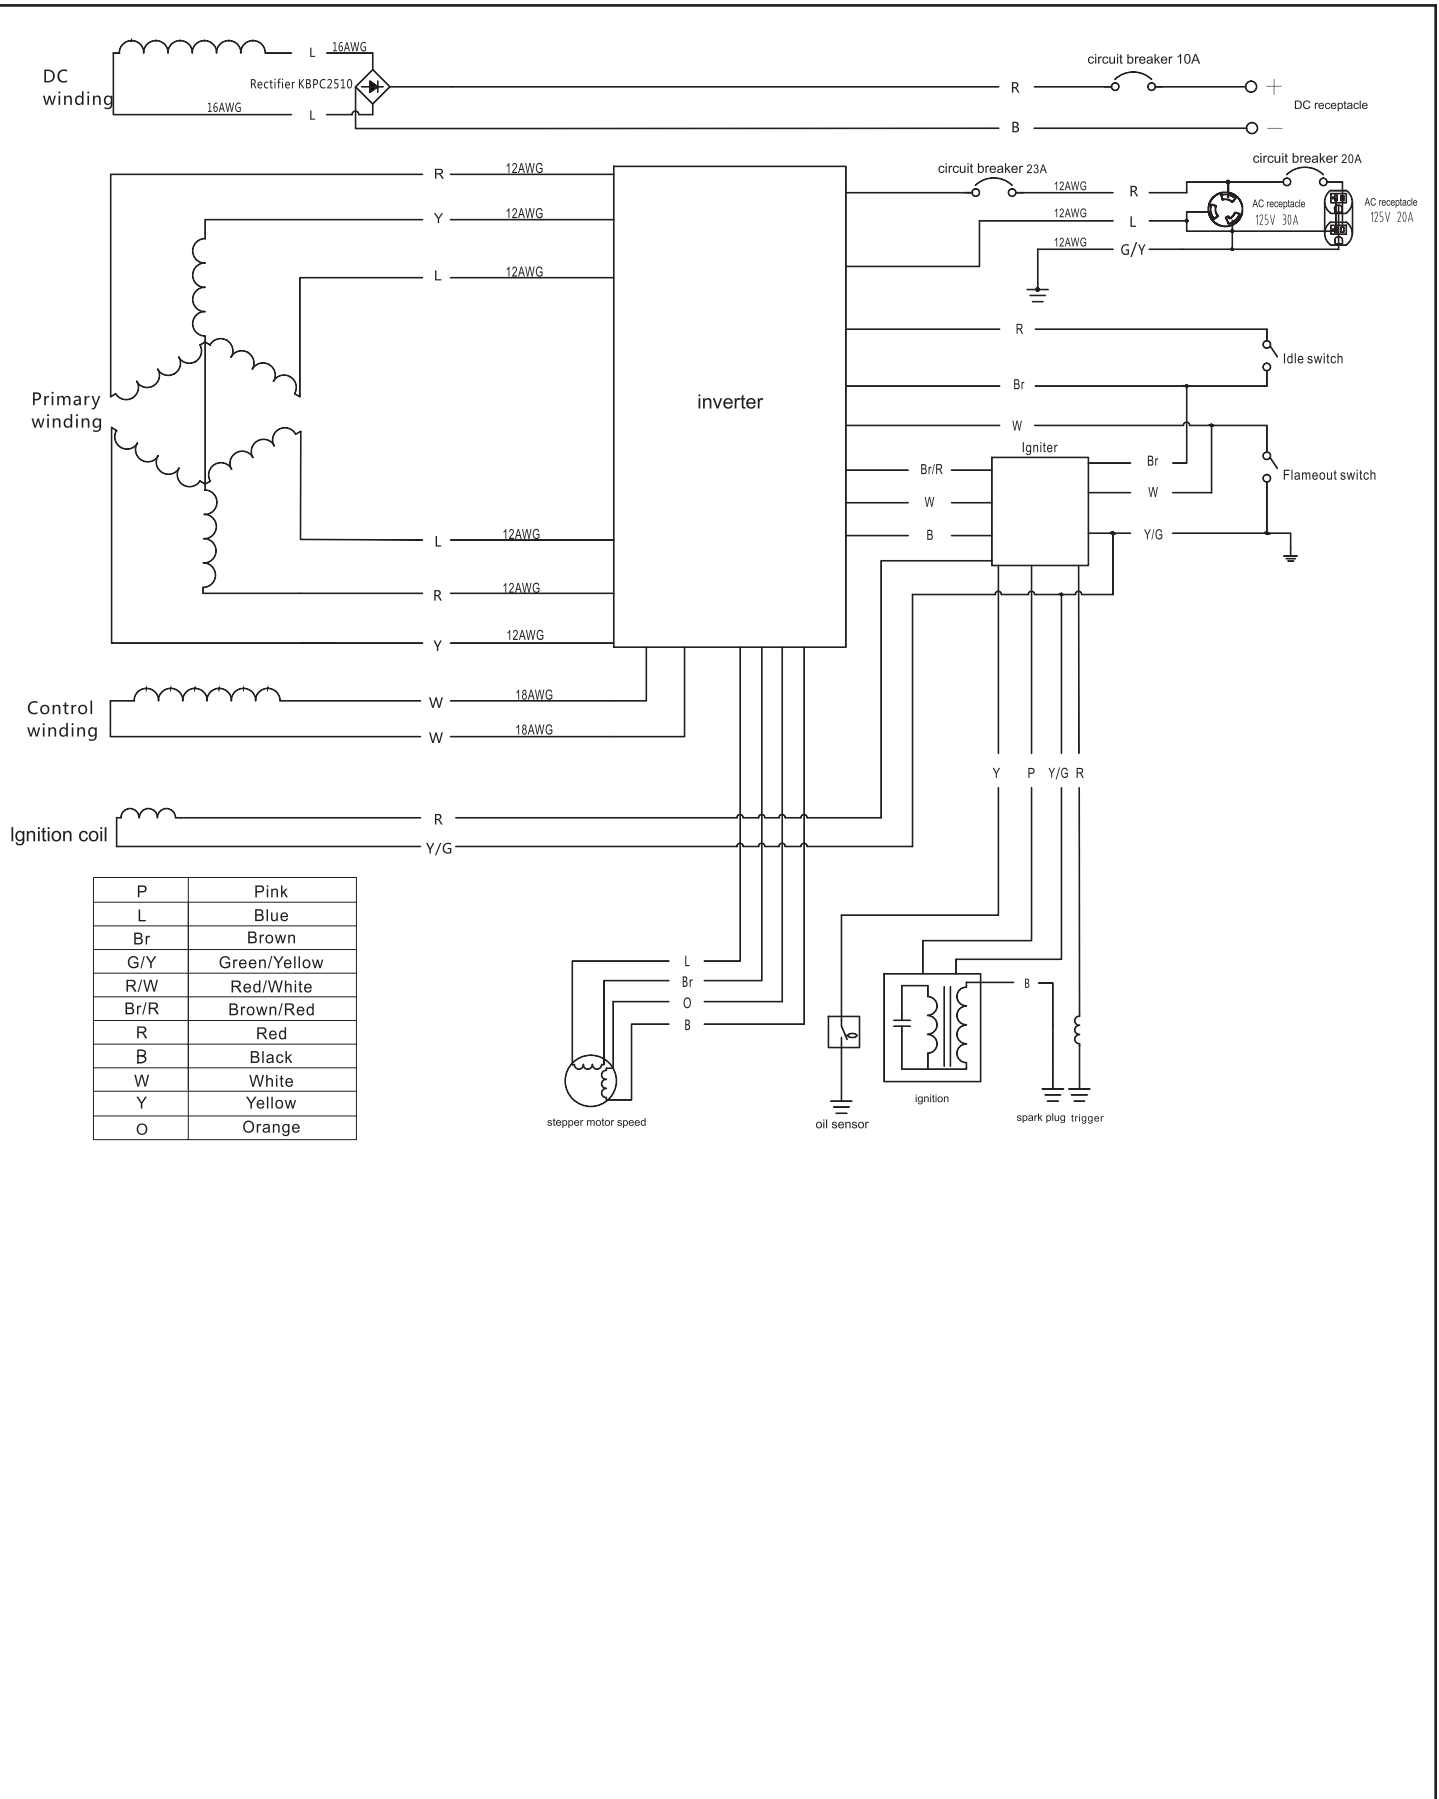 L 16AWG
circuit breaker 10A
DC
winding
Rectifier KBPC2510
R
+
DC receptacle
16AWG
L
B
—
R 12AWG
circuit breaker 23A
circuit breaker 20A
12AWG R
AC receptacle
125V 30A
AC receptacle
125V 20A
Y 12AWG
12AWG L
12AWG G/Y
L 12AWG
R
Idle switch
Br
Primary
winding
inverter
W
Igniter
Br/R
Br
Flameout switch
W
W
B
Y/G
L 12AWG
R 12AWG
Y 12AWG
Control
winding
W 18AWG
W 18AWG
Y P Y/G R
Ignition coil
R
Y/G
P Pink
L Blue
Br Brown
G/Y Green/Yellow
R/W Red/White
Br/R Brown/Red
R Red
B Black
W White
Y Yellow
O Orange
L
Br
O
B
B
stepper motor speed
oil sensor
ignition
spark plug trigger